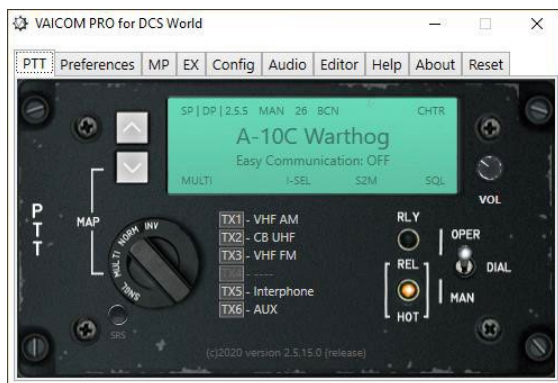 VAICOM PRO for DCS World
PTT Preferences MP EX Config Audio Editor Help About Reset
SP | DP | 2.5.5 MAN 26 BCN CHTR
A-10C Warthog
Easy Communication: OFF
MULTI I-SEL S2M SQL
VOL
PTT
MAP
INV
NORM
MULTI
SNGL
SRS
TX1 - VHF AM
TX2 - CB UHF
TX3 - VHF FM
TX4 - ----
TX5 - Interphone
TX6 - AUX
RLY
REL
HOT
OPER
DIAL
MAN
(c)2020 version 2.5.15.0 (release)